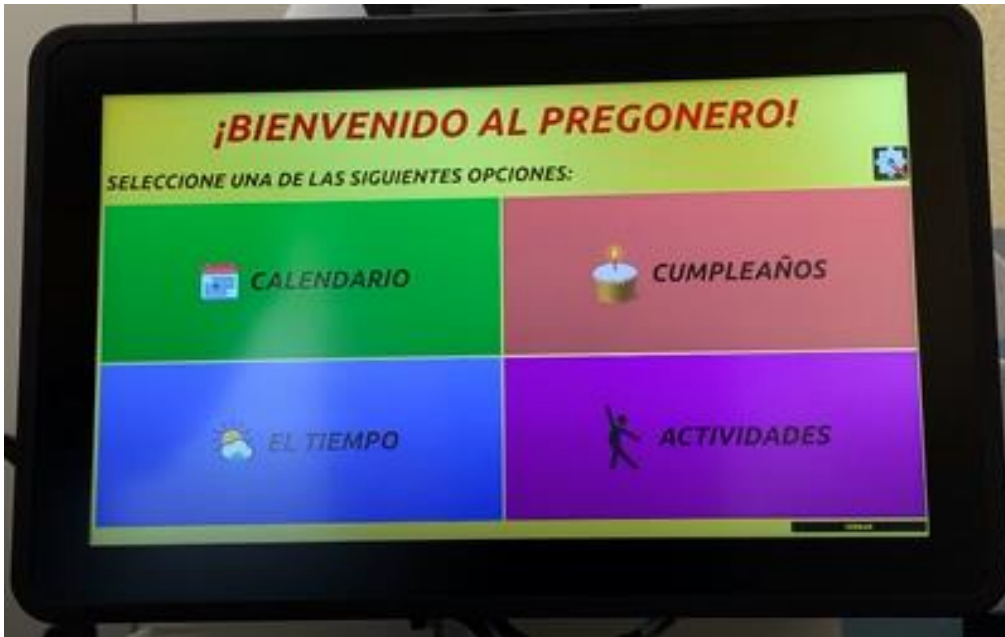 ¡BIENVENIDO AL PREGONERO!
SELECCIONE UNA DE LAS SIGUIENTES OPCIONES:
CALENDARIO
CUMPLEAÑOS
EL TIEMPO
ACTIVIDADES